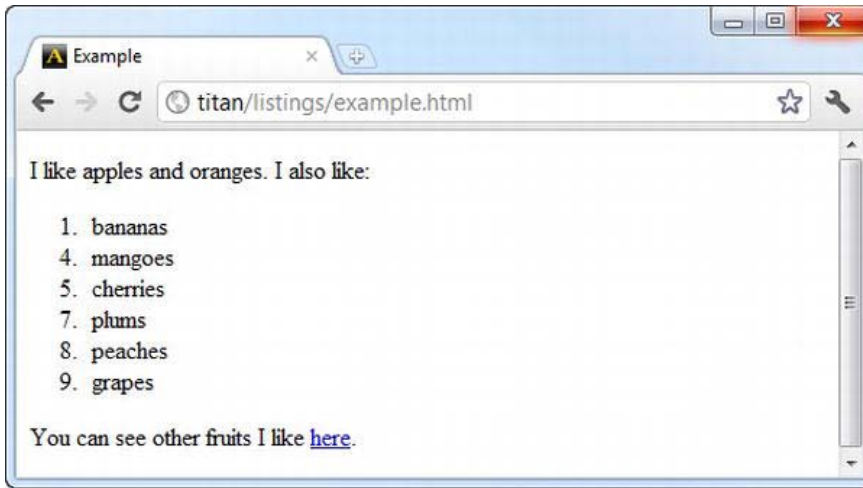 Example
titan/listings/example.html
I like apples and oranges. I also like:
1. bananas
4. mangoes
5. cherries
7. plums
8. peaches
9. grapes
You can see other fruits I like here.